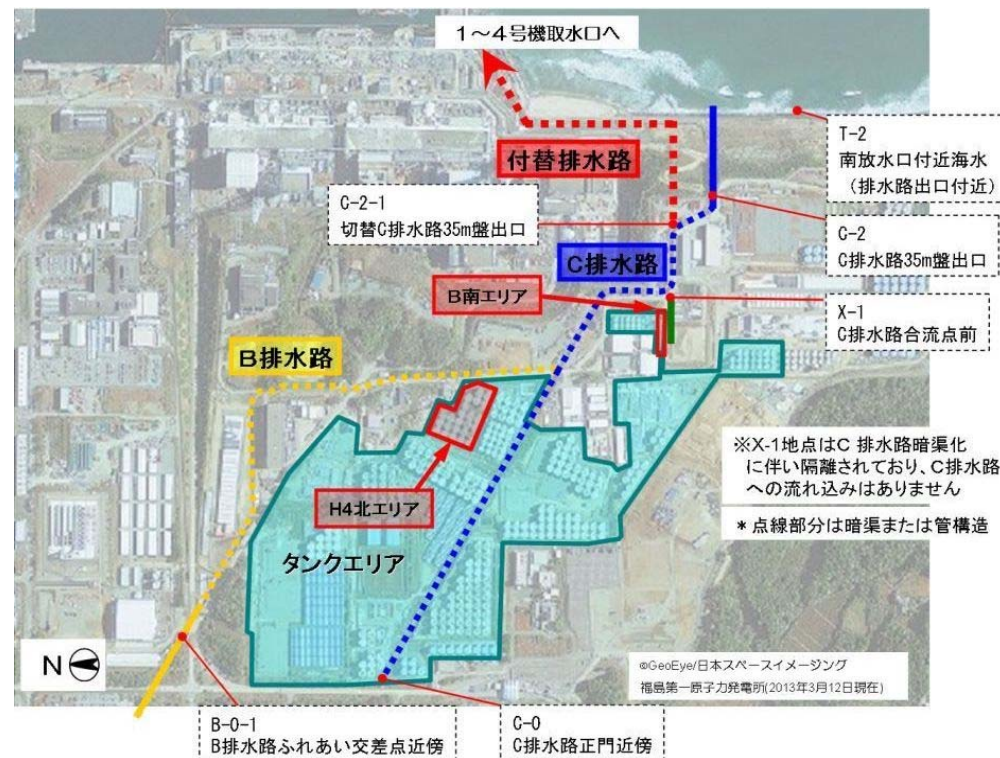 1～4号機取水口へ
付替排水路
T-2
南放水口付近海水
（排水路出口付近）
C-2-1
切替C排水路35m盤出口
C排水路
C-2
C排水路35m盤出口
B南エリア
X-1
C排水路合流点前
B排水路
※X-1地点はC 排水路暗渠化
に伴い隔離されており、C排水路
への流れ込みはありません
H4北エリア
＊点線部分は暗渠または管構造
タンクエリア
N
©GeoEye/日本スペースイメージング
福島第一原子力発電所(2013年3月12日現在)
B-0-1
B排水路ふれあい交差点近傍
C-0
C排水路正門近傍